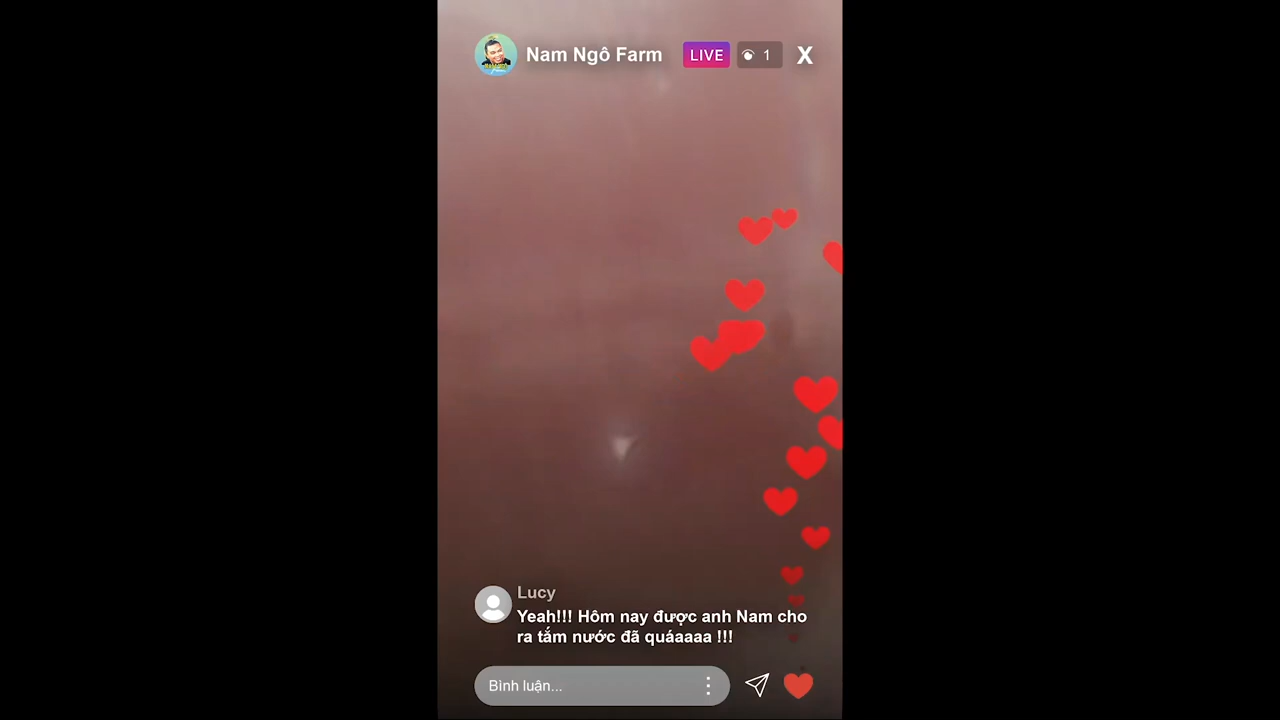 Nam Ngô Farm LIVE 1 X
Lucy
Yeah!!! Hôm nay được anh Nam cho
ra tắm nước đã quáaaaa !!!
Bình luận...